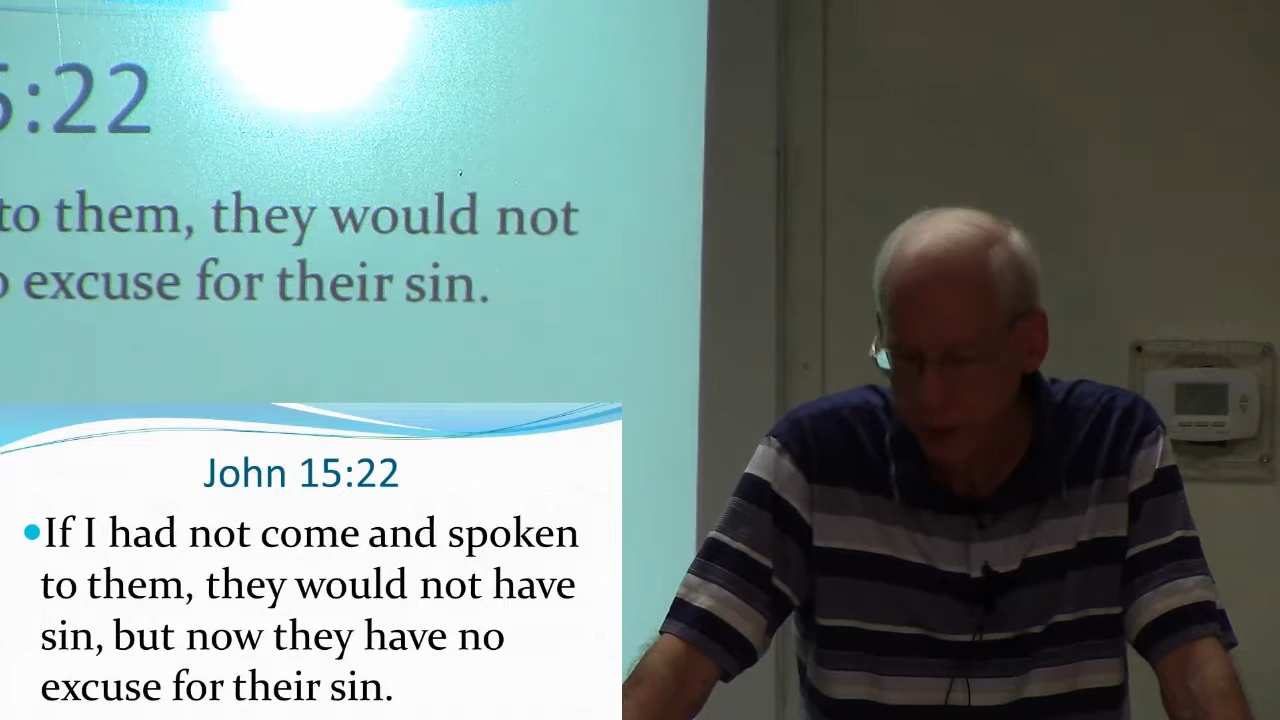 5:22
to them, they would not
excuse for their sin.
John 15:22
•If I had not come and spoken
to them, they would not have
sin, but now they have no
excuse for their sin.